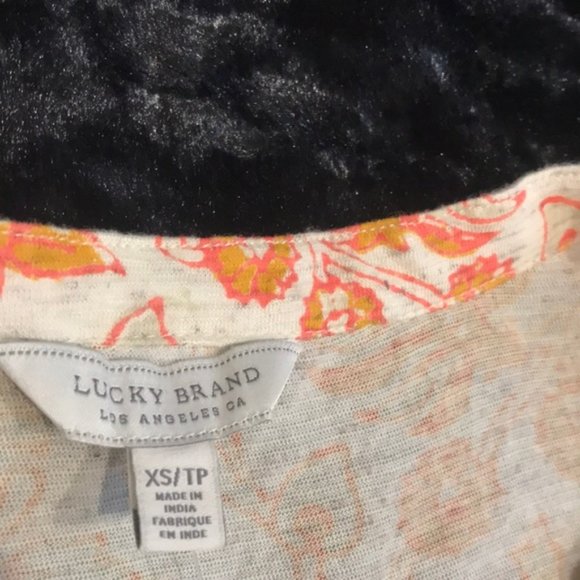 LUCKY BRAND
LOS ANGELES CA
XS/TP
MADE IN
INDIA
FABRIQUE
EN INDE